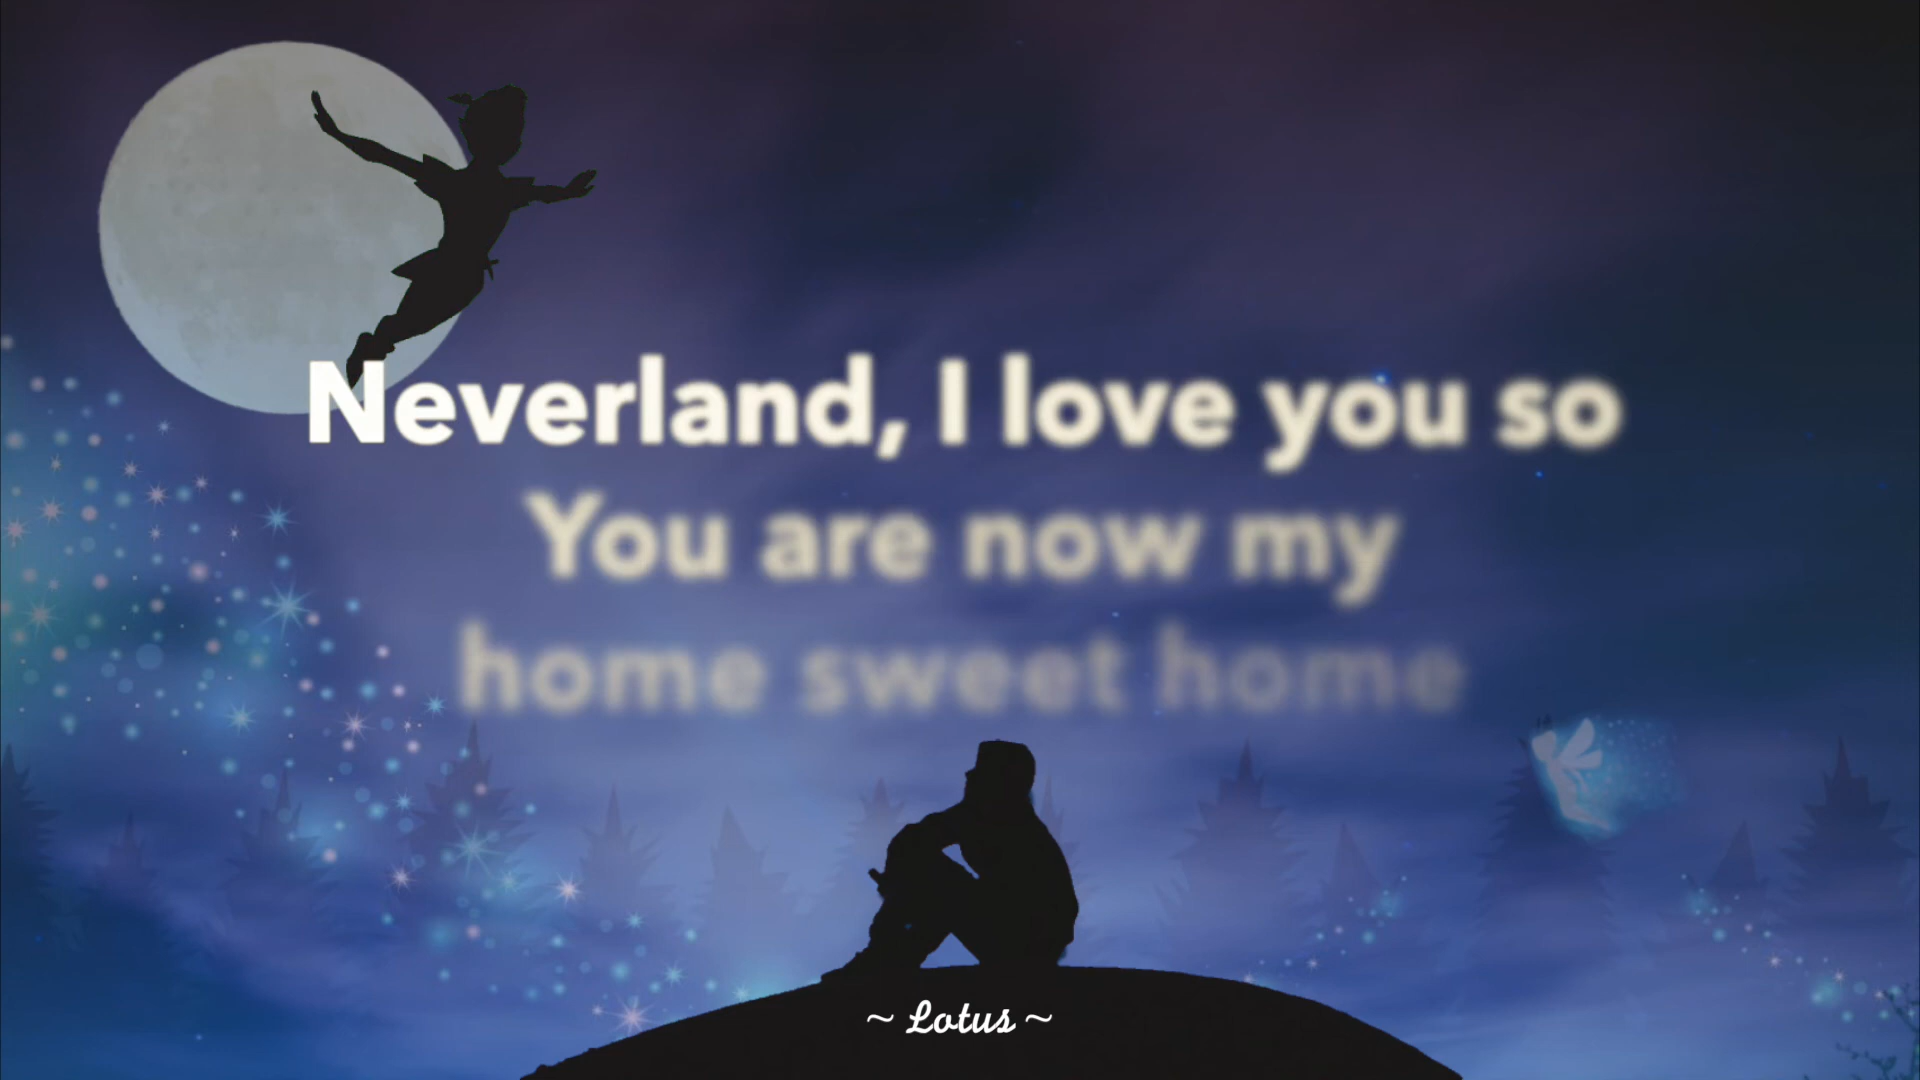 Neverland, I love you so
You are now my
home sweet home
~ Lotus ~